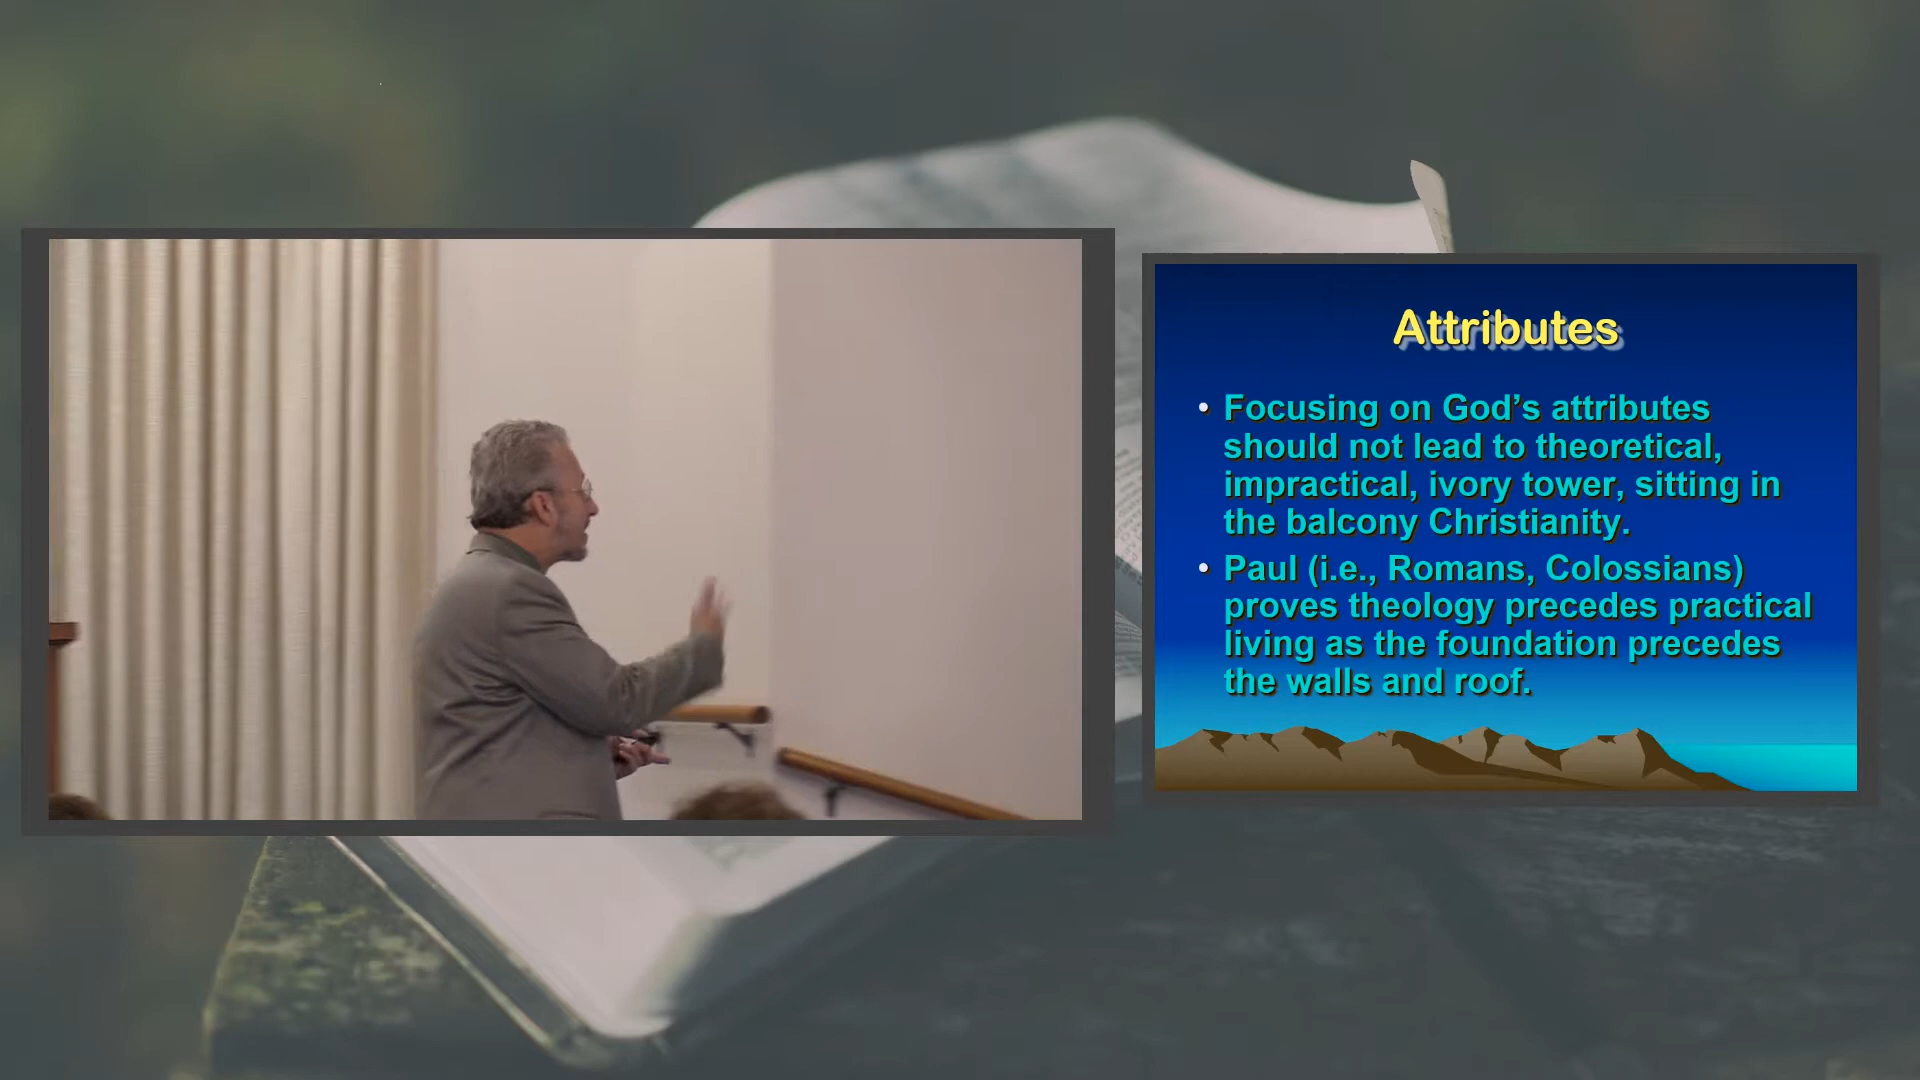 Attributes
• Focusing on God’s attributes
should not lead to theoretical,
impractical, ivory tower, sitting in
the balcony Christianity.
• Paul (i.e., Romans, Colossians)
proves theology precedes practical
living as the foundation precedes
the walls and roof.